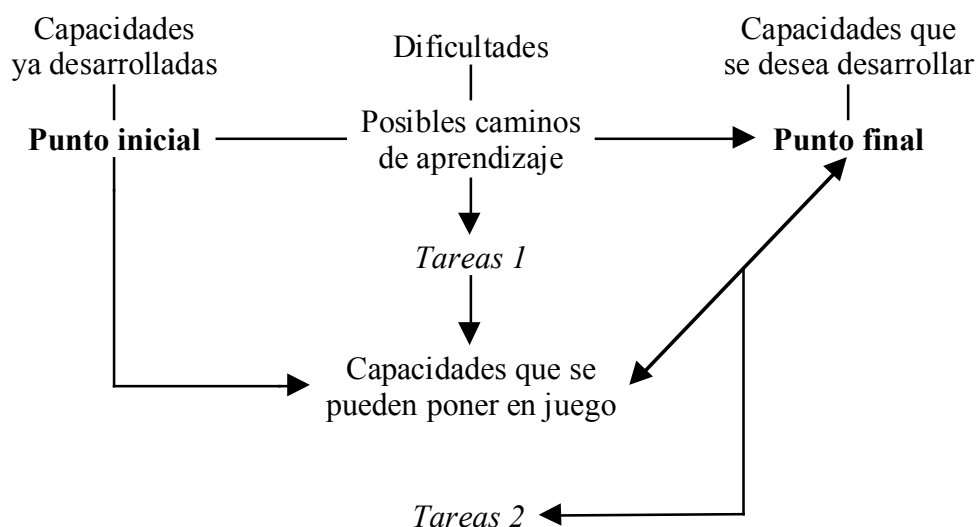 Capacidades
ya desarrolladas
Dificultades
Capacidades que
se desea desarrollar
Punto inicial
Posibles caminos
de aprendizaje
Punto final
Tareas 1
Capacidades que se
pueden poner en juego
Tareas 2